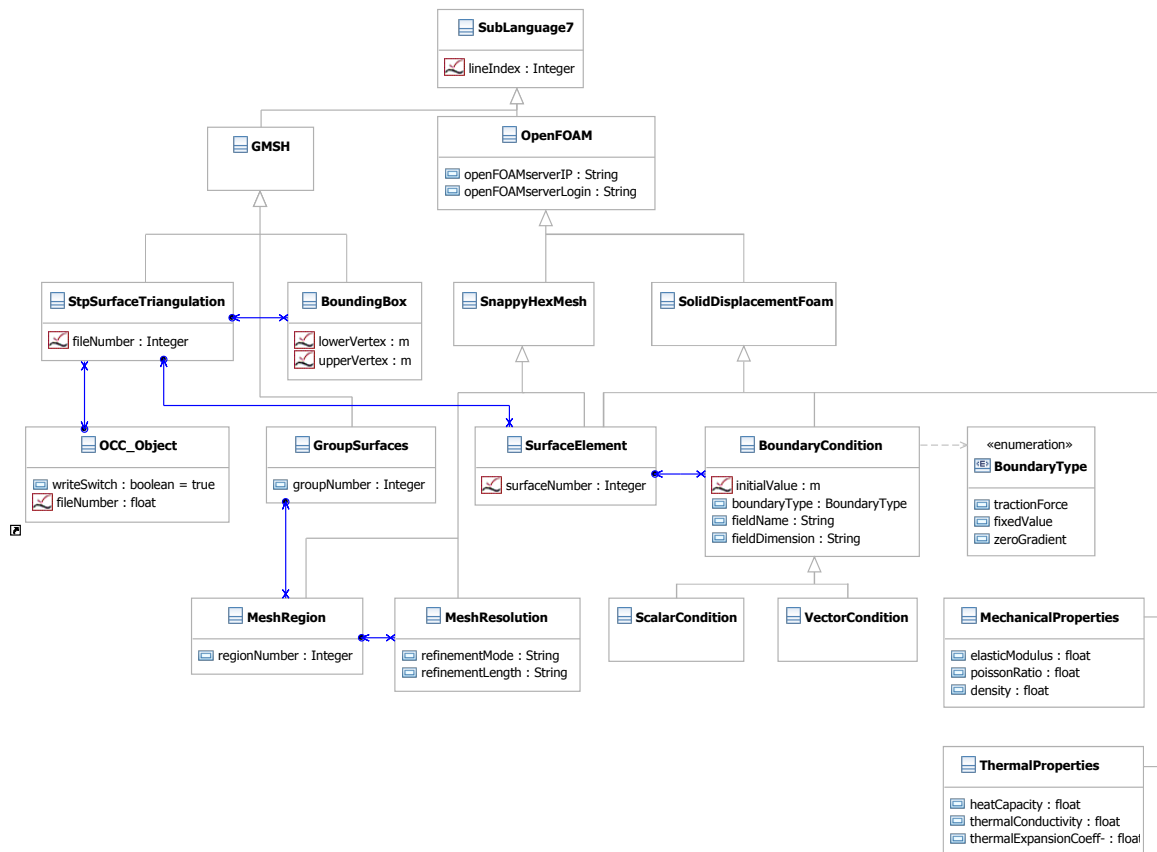 SubLanguage7
lineIndex : Integer
GMSH
OpenFOAM
openFOAMserverIP : String
openFOAMserverLogin : String
StpSurfaceTriangulation
fileNumber : Integer
BoundingBox
lowerVertex : m
upperVertex : m
SnappyHexMesh
SolidDisplacementFoam
OCC_Object
writeSwitch : boolean = true
fileNumber : float
GroupSurfaces
groupNumber : Integer
SurfaceElement
surfaceNumber : Integer
BoundaryCondition
initialValue : m
boundaryType : BoundaryType
fieldName : String
fieldDimension : String
«enumeration»
BoundaryType
tractionForce
fixedValue
zeroGradient
MeshRegion
regionNumber : Integer
MeshResolution
refinementMode : String
refinementLength : String
ScalarCondition
VectorCondition
MechanicalProperties
elasticModulus : float
poissonRatio : float
density : float
ThermalProperties
heatCapacity : float
thermalConductivity : float
thermalExpansionCoeff- : float